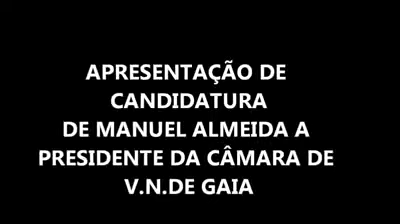 APRESENTAÇÃO DE
CANDIDATURA
DE MANUEL ALMEIDA A
PRESIDENTE DA CÂMARA DE
V.N.DE GAIA